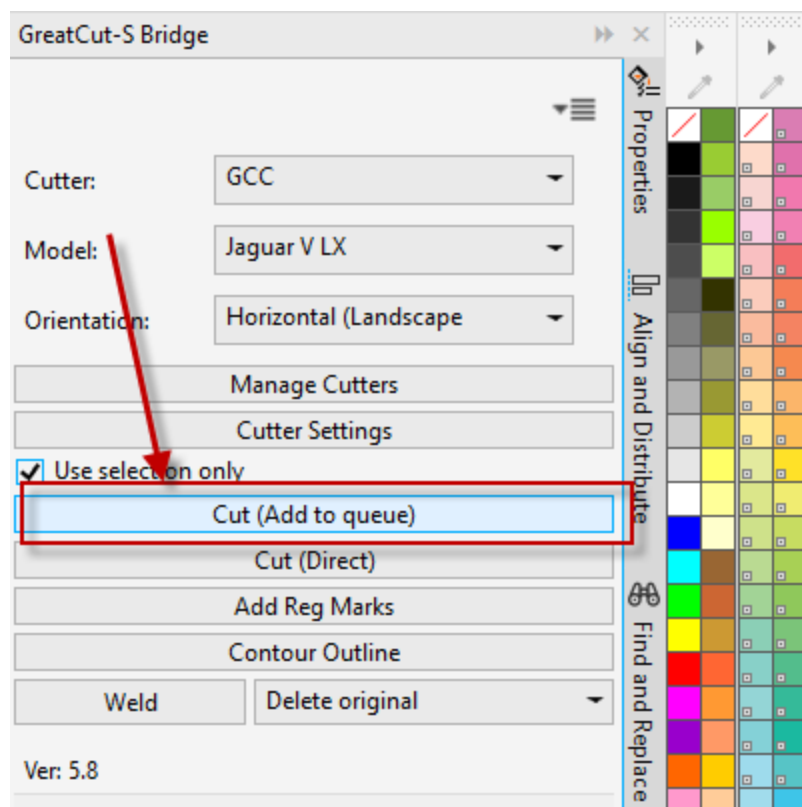 GreatCut-S Bridge
Cutter:
GCC
Model:
Jaguar V LX
Orientation:
Horizontal (Landscape
Manage Cutters
Cutter Settings
Use selection only
Cut (Add to queue)
Cut (Direct)
Add Reg Marks
Contour Outline
Weld
Delete original
Ver: 5.8
Properties
Align and Distribute
Find and Replace